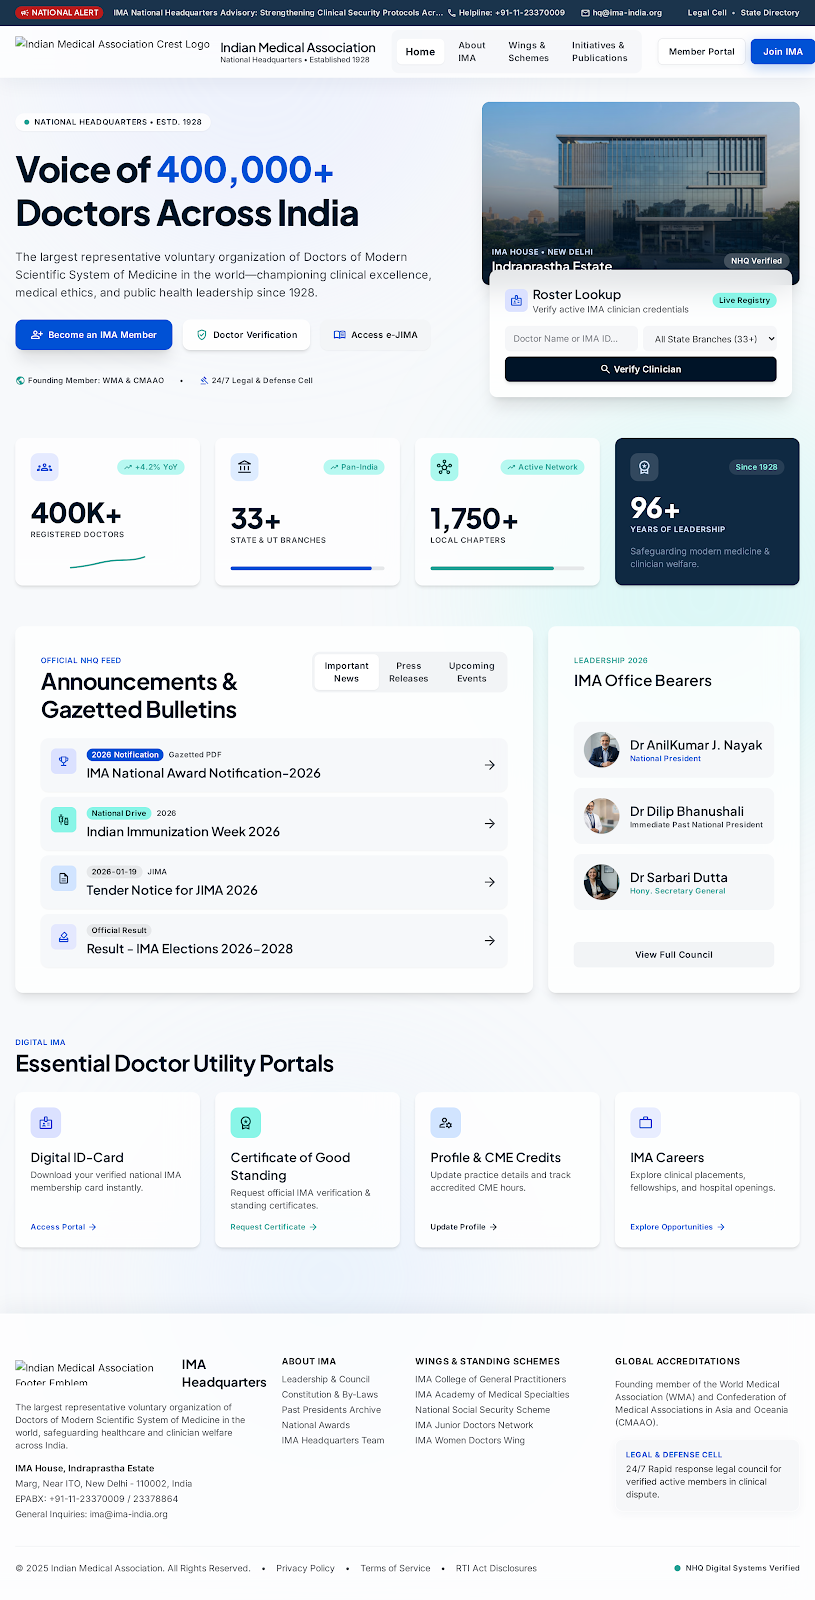 NATIONAL ALERT
IMA National Headquarters Advisory: Strengthening Clinical Security Protocols Acr...
Helpline: +91-11-23370009
hq@ima-india.org
Legal Cell • State Directory
Indian Medical Association Crest Logo
Indian Medical Association
National Headquarters • Established 1928
Home
About
IMA
Wings &
Schemes
Initiatives &
Publications
Member Portal
Join IMA
NATIONAL HEADQUARTERS • ESTD. 1928
Voice of 400,000+
Doctors Across India
The largest representative voluntary organization of Doctors of Modern
Scientific System of Medicine in the world—championing clinical excellence,
medical ethics, and public health leadership since 1928.
Become an IMA Member
Doctor Verification
Access e-JIMA
Founding Member: WMA & CMAAO
•
24/7 Legal & Defense Cell
IMA HOUSE • NEW DELHI
Indraprastha Estate
NHQ Verified
Roster Lookup
Verify active IMA clinician credentials
Live Registry
Doctor Name or IMA ID...
All State Branches (33+)
Verify Clinician
+4.2% YoY
400K+
REGISTERED DOCTORS
Pan-India
33+
STATE & UT BRANCHES
Active Network
1,750+
LOCAL CHAPTERS
Since 1928
96+
YEARS OF LEADERSHIP
Safeguarding modern medicine &
clinician welfare.
OFFICIAL NHQ FEED
Announcements &
Gazetted Bulletins
Important
News
Press
Releases
Upcoming
Events
2026 Notification
Gazetted PDF
IMA National Award Notification-2026
National Drive
2026
Indian Immunization Week 2026
2026-01-19
JIMA
Tender Notice for JIMA 2026
Official Result
Result - IMA Elections 2026-2028
LEADERSHIP 2026
IMA Office Bearers
Dr AnilKumar J. Nayak
National President
Dr Dilip Bhanushali
Immediate Past National President
Dr Sarbari Dutta
Hony. Secretary General
View Full Council
DIGITAL IMA
Essential Doctor Utility Portals
Digital ID-Card
Download your verified national IMA
membership card instantly.
Access Portal
Certificate of Good
Standing
Request official IMA verification &
standing certificates.
Request Certificate
Profile & CME Credits
Update practice details and track
accredited CME hours.
Update Profile
IMA Careers
Explore clinical placements,
fellowships, and hospital openings.
Explore Opportunities
Indian Medical Association
Footer Emblem
IMA
Headquarters
The largest representative voluntary organization of
Doctors of Modern Scientific System of Medicine in the
world, safeguarding healthcare and clinician welfare
across India.
IMA House, Indraprastha Estate
Marg, Near ITO, New Delhi - 110002, India
EPABX: +91-11-23370009 / 23378864
General Inquiries: ima@ima-india.org
ABOUT IMA
Leadership & Council
Constitution & By-Laws
Past Presidents Archive
National Awards
IMA Headquarters Team
WINGS & STANDING SCHEMES
IMA College of General Practitioners
IMA Academy of Medical Specialties
National Social Security Scheme
IMA Junior Doctors Network
IMA Women Doctors Wing
GLOBAL ACCREDITATIONS
Founding member of the World Medical
Association (WMA) and Confederation of
Medical Associations in Asia and Oceania
(CMAAO).
LEGAL & DEFENSE CELL
24/7 Rapid response legal council for
verified active members in clinical
dispute.
© 2025 Indian Medical Association. All Rights Reserved. • Privacy Policy • Terms of Service • RTI Act Disclosures
NHQ Digital Systems Verified